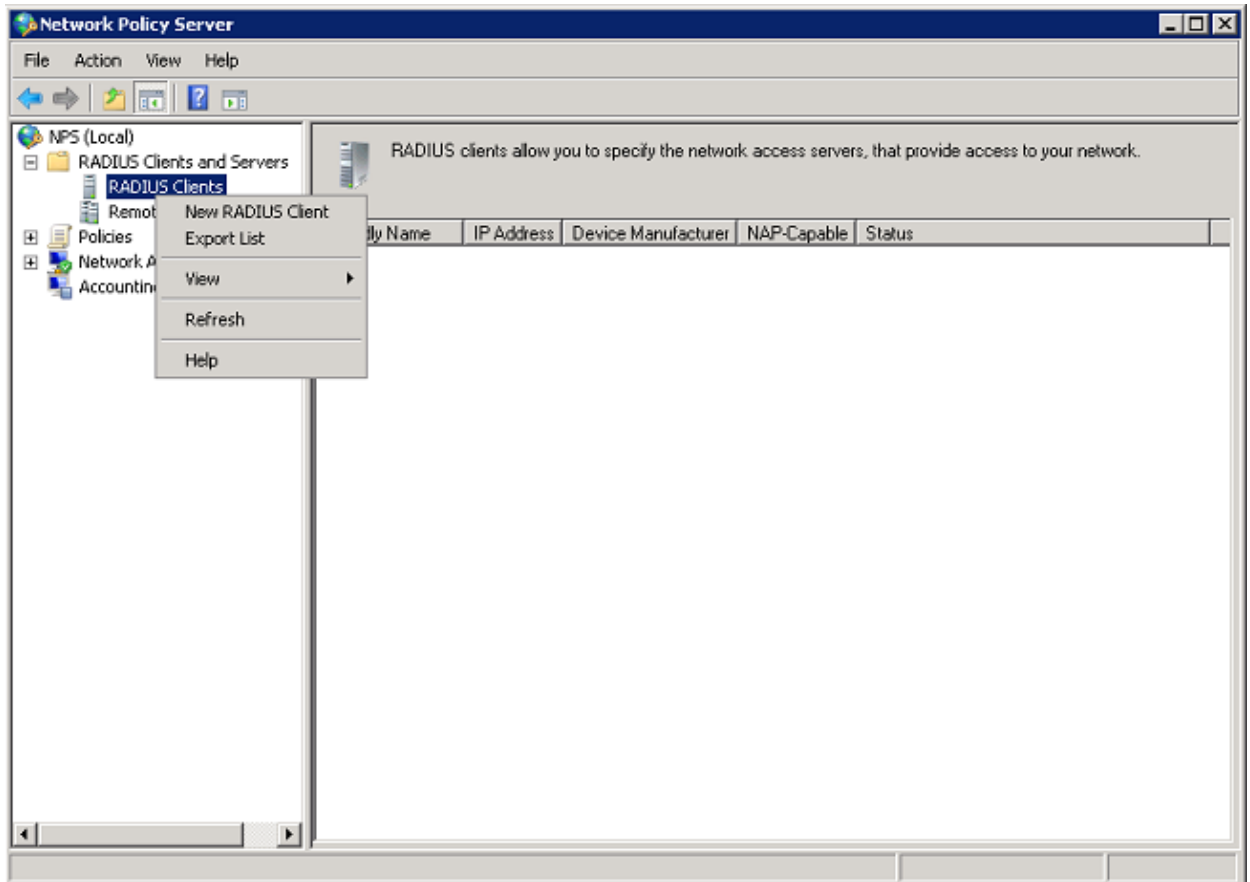 Network Policy Server
File Action View Help
NPS (Local)
RADIUS Clients and Servers
RADIUS Clients
Remot
Policies
Network A
Accountin
New RADIUS Client
Export List
View
Refresh
Help
RADIUS clients allow you to specify the network access servers, that provide access to your network.
dly Name IP Address Device Manufacturer NAP-Capable Status